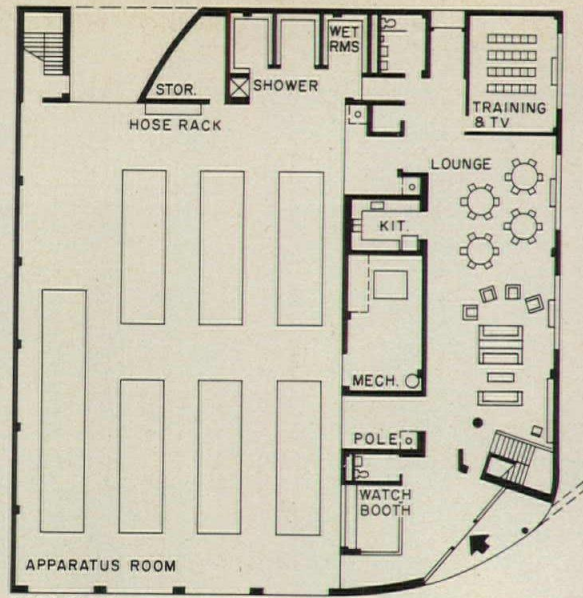 WET
RMS
STOR.
SHOWER
HOSE RACK
TRAINING
& TV
LOUNGE
KIT.
MECH.
POLE
WATCH
BOOTH
APPARATUS ROOM